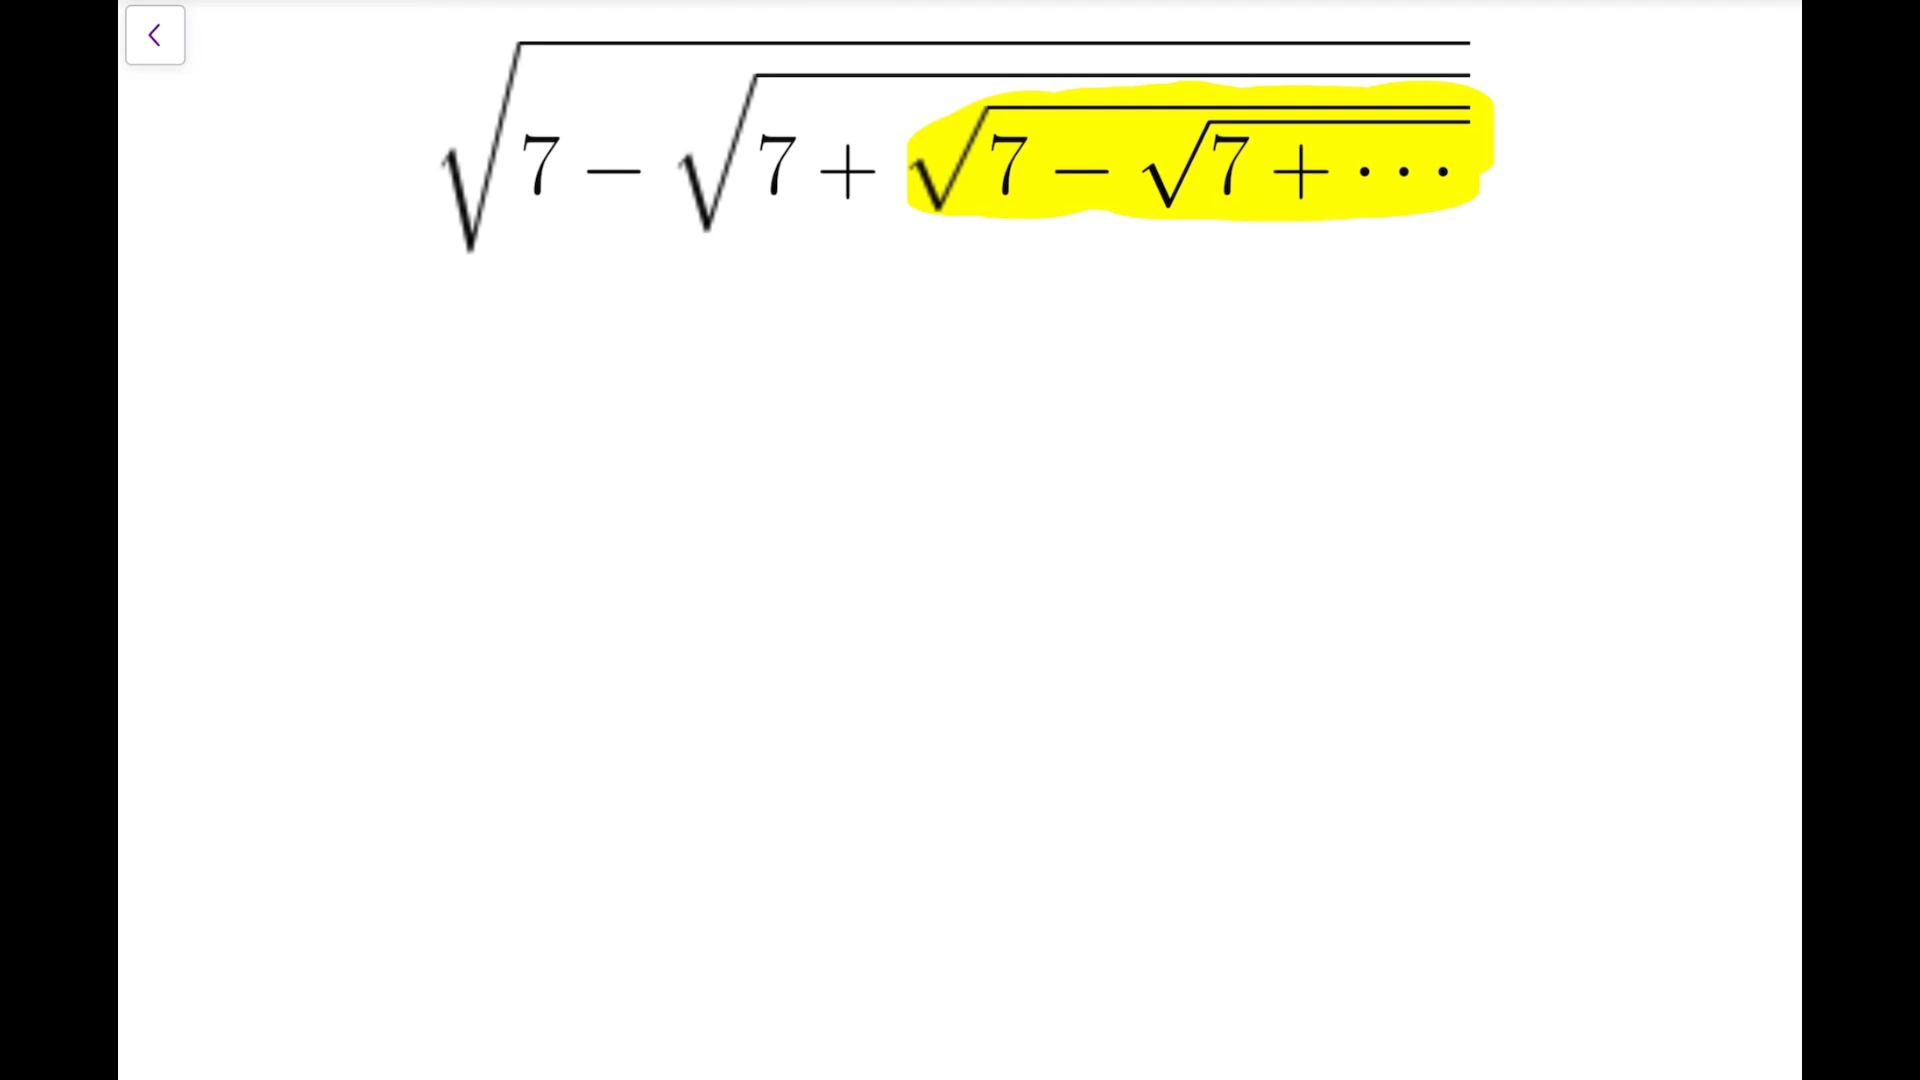 √(7 − √(7 + √(7 − √(7 + · · ·))))